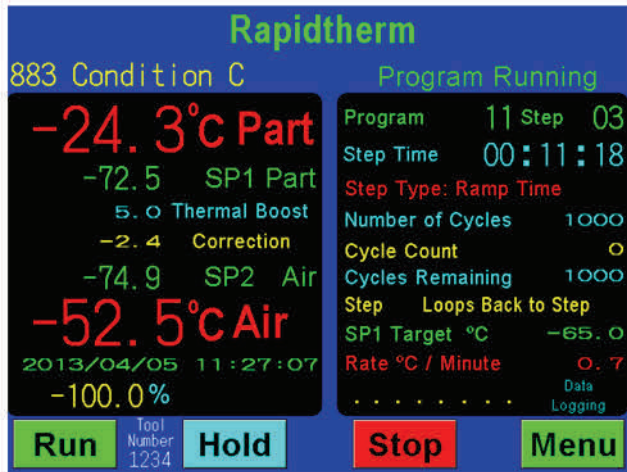 Rapidtherm
883 Condition C
Program Running
-24.3°C Part
-72.5 SP1 Part
5.0 Thermal Boost
-2.4 Correction
-74.9 SP2 Air
-52.5°C Air
2013/04/05 11:27:07
-100.0%
Program 11 Step 03
Step Time 00:11:18
Step Type: Ramp Time
Number of Cycles 1000
Cycle Count 0
Cycles Remaining 1000
Step Loops Back to Step
SP1 Target °C -65.0
Rate °C / Minute 0.7
. . . . . . . .
Data
Logging
Run
Tool
Number
1234
Hold
Stop
Menu